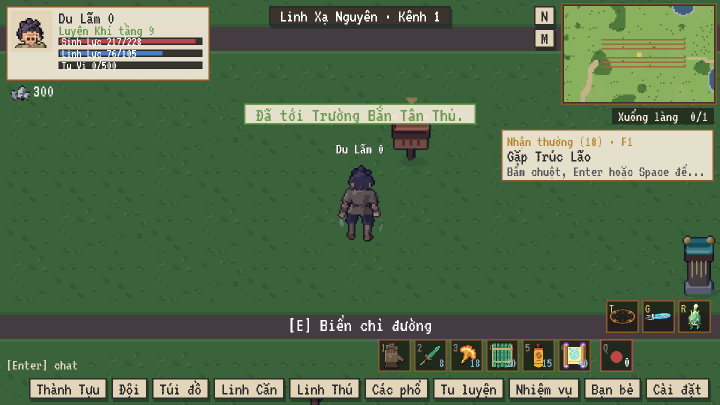 Du Lãm 0
Luyện Khí tầng 9
Sinh Lực 217/228
Linh Lực 76/105
Tu Vi 0/500
300
Linh Xạ Nguyên · Kênh 1
N
M
Xuống làng 0/1
Đã tới Trường Bắn Tân Thủ.
Nhận thưởng (18) · F1
Gặp Trúc Lão
Bấm chuột, Enter hoặc Space để...
Du Lãm 0
T
G
R
[E] Biển chỉ đường
1
2
8
3
18
5
15
Q
0
[Enter] chat
Thành Tựu
Đội
Túi đồ
Linh Căn
Linh Thú
Các phố
Tu luyện
Nhiệm vụ
Bạn bè
Cài đặt